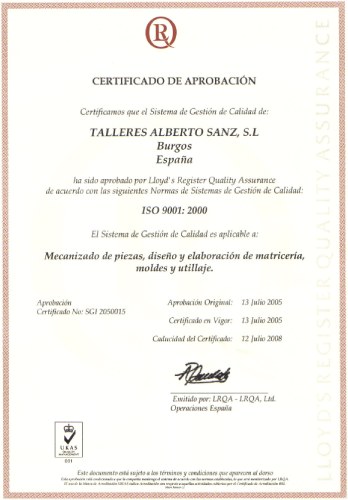 LRQ
CERTIFICADO DE APROBACIÓN
Certificamos que el Sistema de Gestión de Calidad de:
TALLERES ALBERTO SANZ, S.L
Burgos
España
ha sido aprobado por Lloyd's Register Quality Assurance
de acuerdo con las siguientes Normas de Sistemas de Gestión de Calidad:
ISO 9001: 2000
El Sistema de Gestión de Calidad es aplicable a:
Mecanizado de piezas, diseño y elaboración de matricería,
moldes y utillaje.
Aprobación
Certificado No: SGI 2050015
Aprobación Original: 13 Julio 2005
Certificado en Vigor: 13 Julio 2005
Caducidad del Certificado: 12 Julio 2008
Emitido por: LRQA - LRQA, Ltd.
Operaciones España
UKAS
QUALITY
MANAGEMENT
001
Este documento está sujeto a los términos y condiciones que aparecen al dorso
LLOYD'S REGISTER QUALITY ASSURANCE